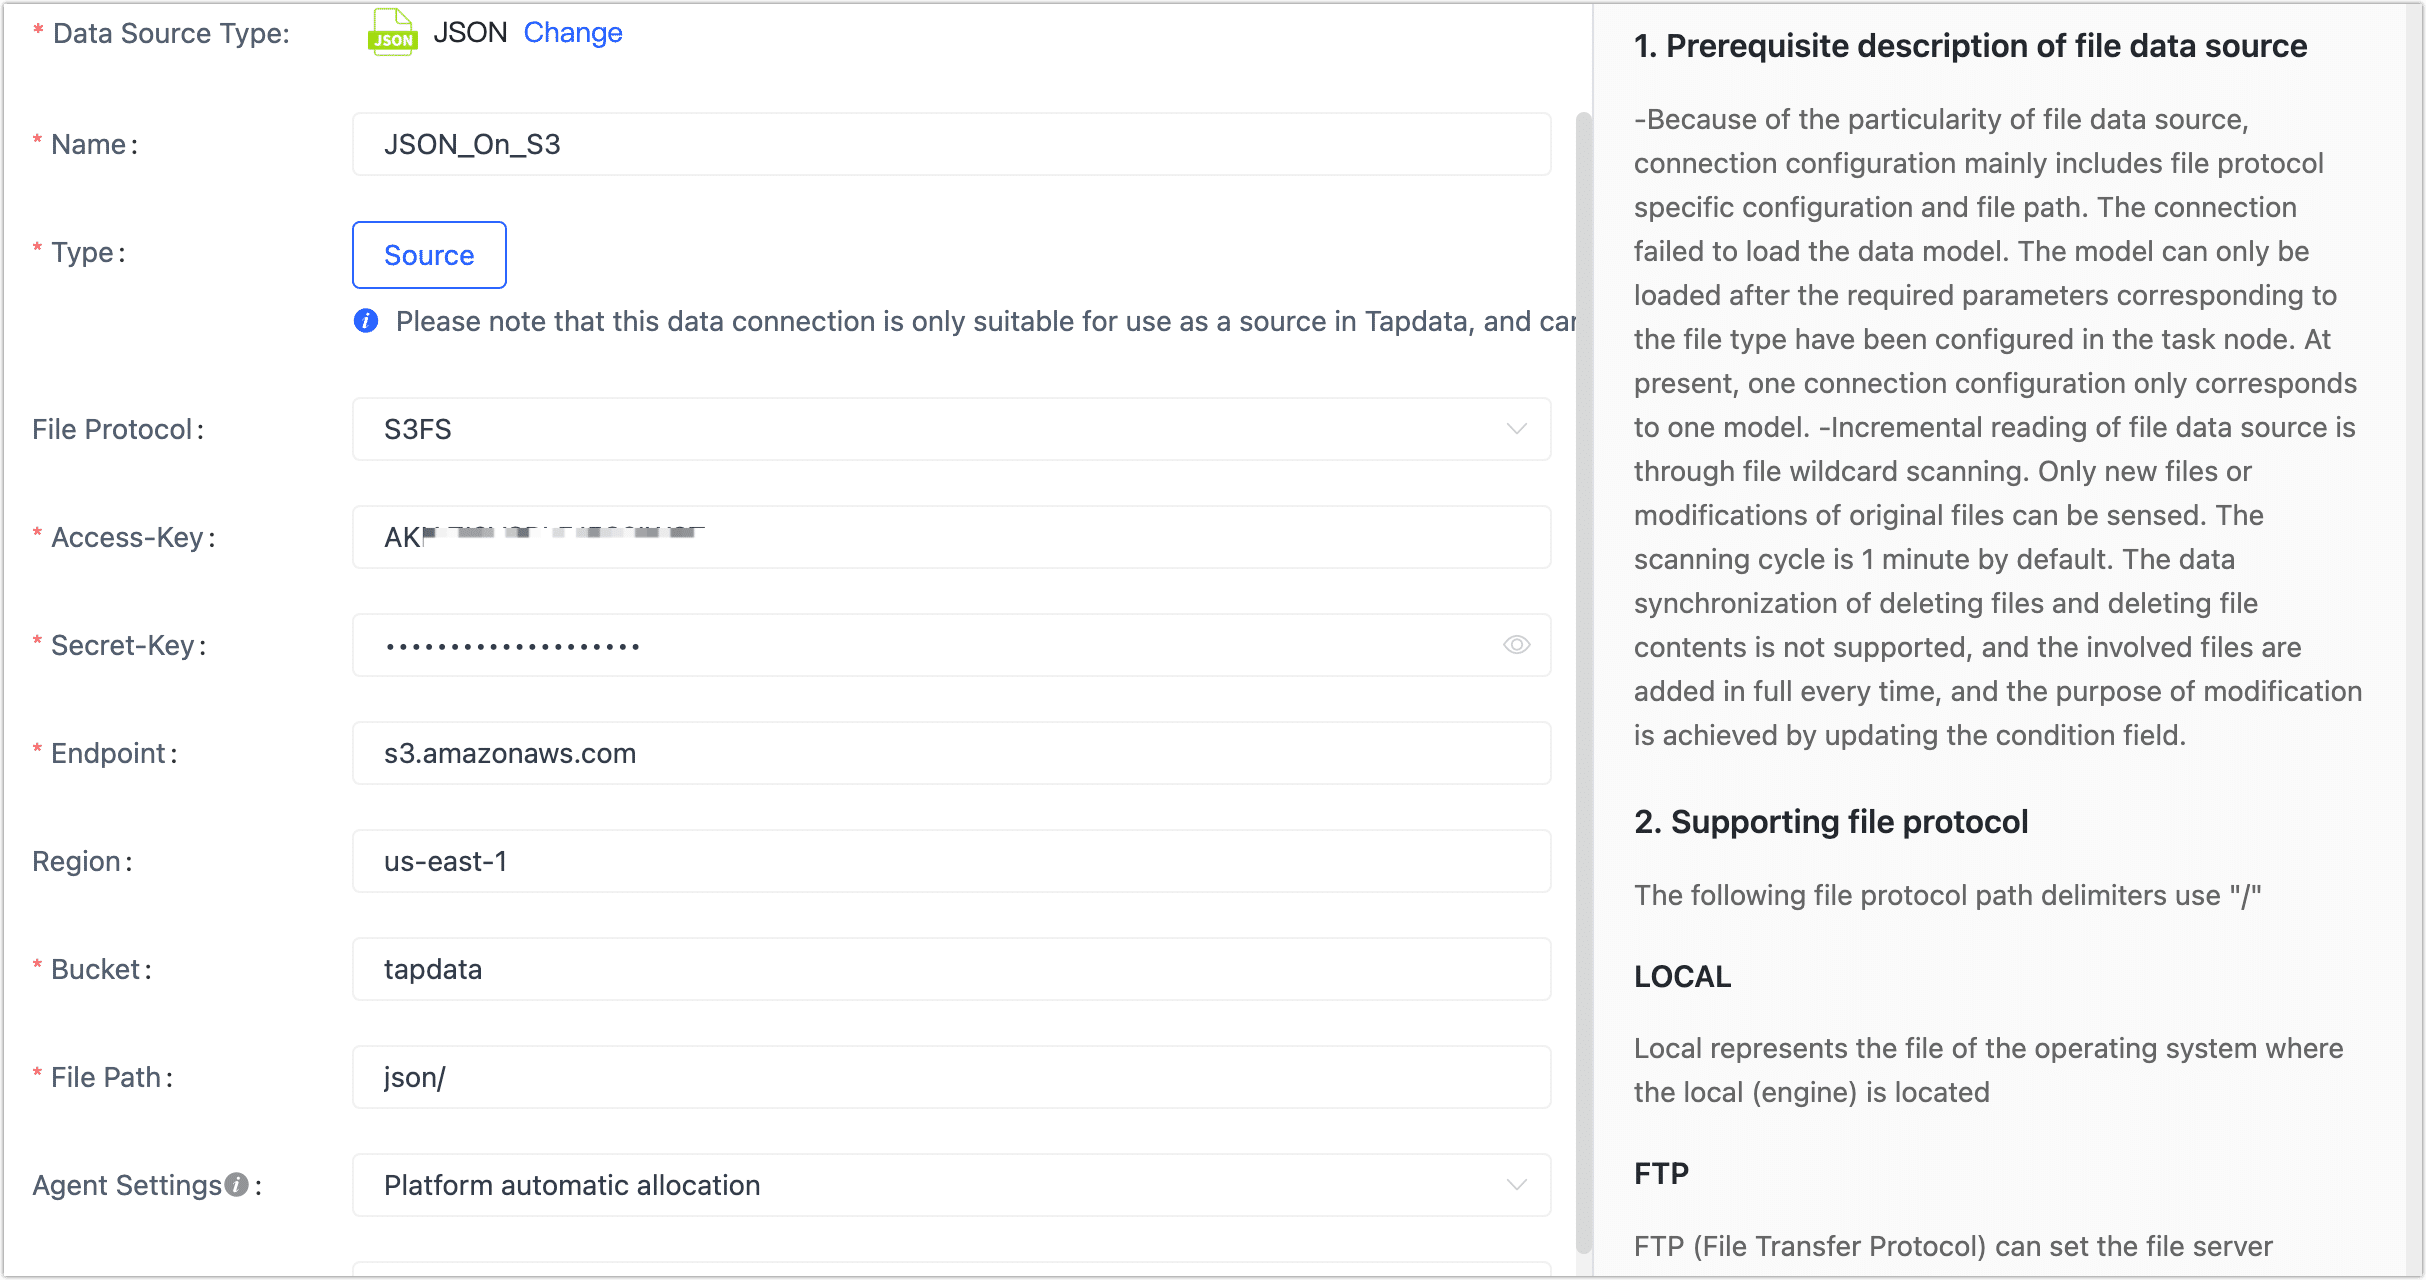 * Data Source Type: JSON JSON Change
* Name: JSON_On_S3
* Type: Source
Please note that this data connection is only suitable for use as a source in Tapdata, and
File Protocol: S3FS
* Access-Key: AK
* Secret-Key: ••••••••••••••••••••
* Endpoint: s3.amazonaws.com
Region: us-east-1
* Bucket: tapdata
* File Path: json/
Agent Settings: Platform automatic allocation
1. Prerequisite description of file data source
-Because of the particularity of file data source,
connection configuration mainly includes file protocol
specific configuration and file path. The connection
failed to load the data model. The model can only be
loaded after the required parameters corresponding to
the file type have been configured in the task node. At
present, one connection configuration only corresponds
to one model. -Incremental reading of file data source is
through file wildcard scanning. Only new files or
modifications of original files can be sensed. The
scanning cycle is 1 minute by default. The data
synchronization of deleting files and deleting file
contents is not supported, and the involved files are
added in full every time, and the purpose of modification
is achieved by updating the condition field.
2. Supporting file protocol
The following file protocol path delimiters use "/"
LOCAL
Local represents the file of the operating system where
the local (engine) is located
FTP
FTP (File Transfer Protocol) can set the file server